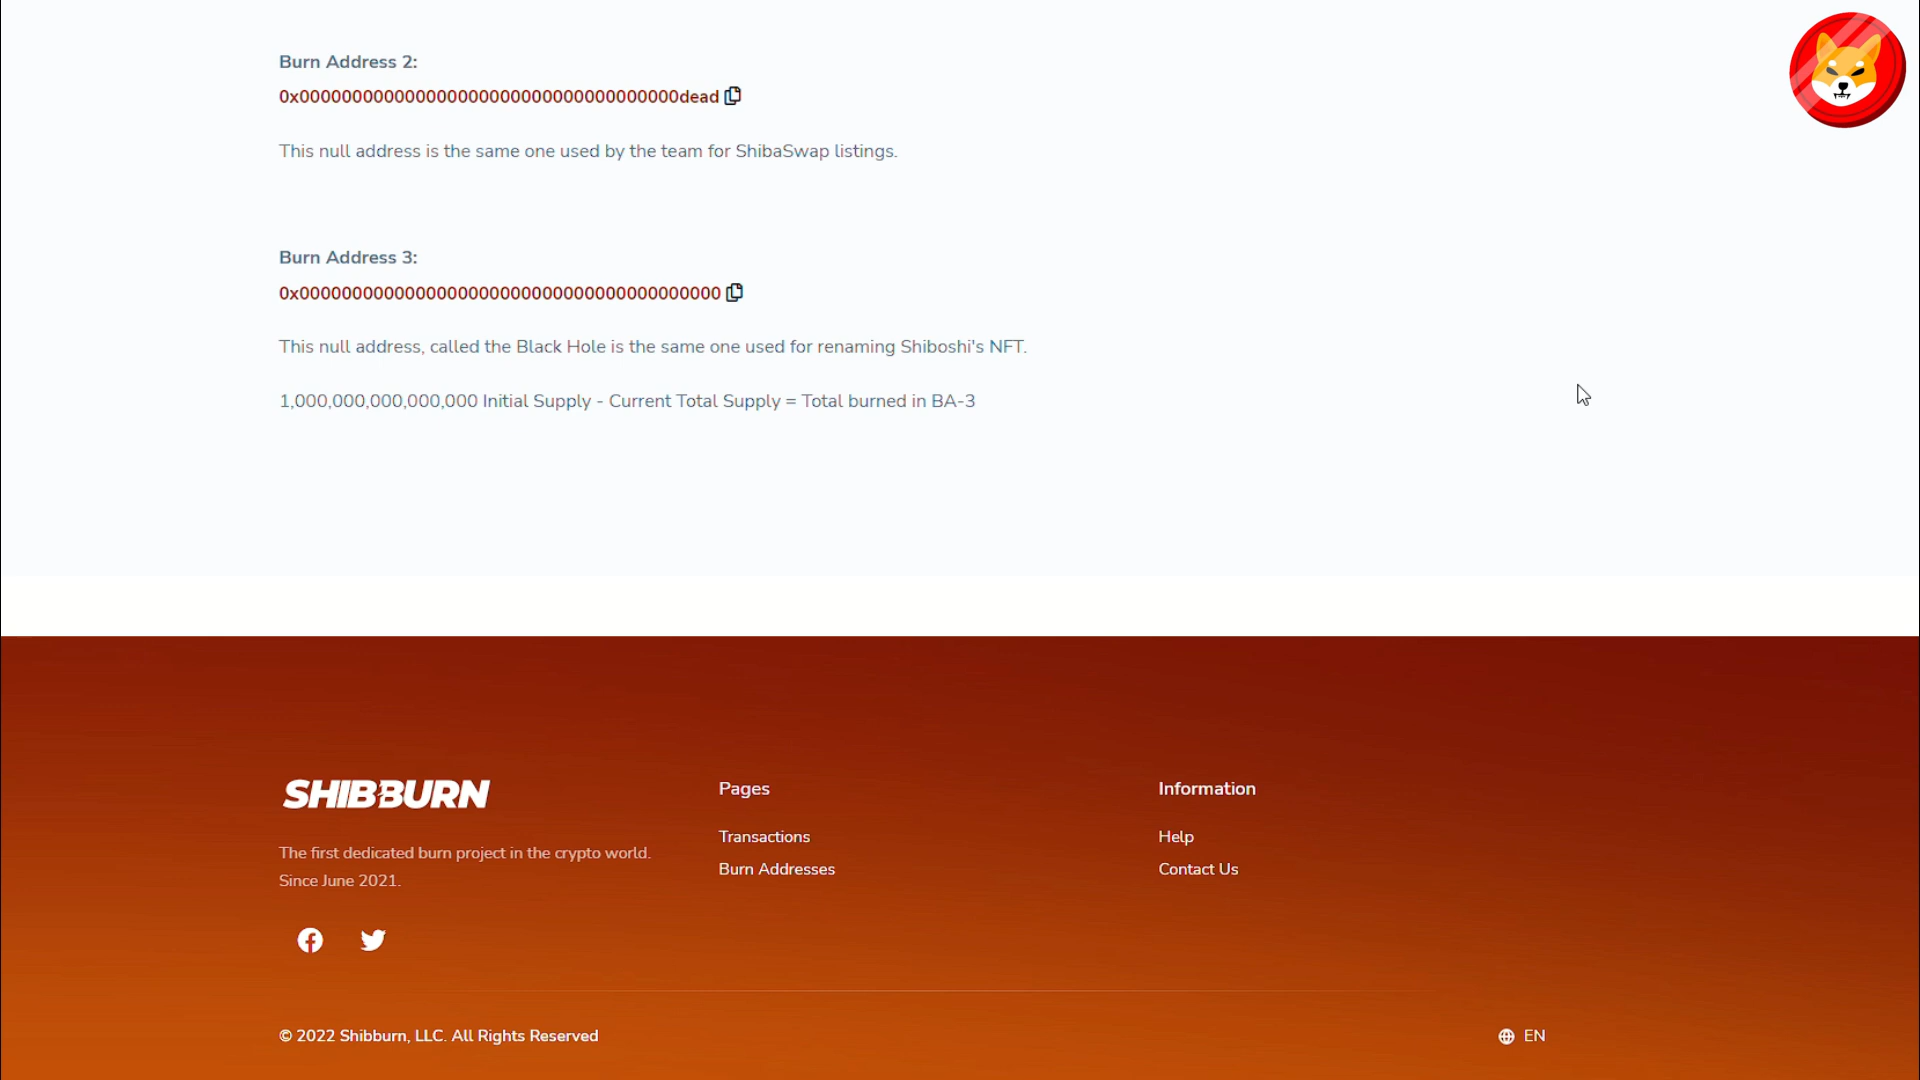 Burn Address 2:
0x000000000000000000000000000000000000dead
This null address is the same one used by the team for ShibaSwap listings.
Burn Address 3:
0x0000000000000000000000000000000000000000
This null address, called the Black Hole is the same one used for renaming Shiboshi's NFT.
1,000,000,000,000,000 Initial Supply - Current Total Supply = Total burned in BA-3
SHIBBURN
The first dedicated burn project in the crypto world.
Since June 2021.
Pages
Transactions
Burn Addresses
Information
Help
Contact Us
© 2022 Shibburn, LLC. All Rights Reserved
EN